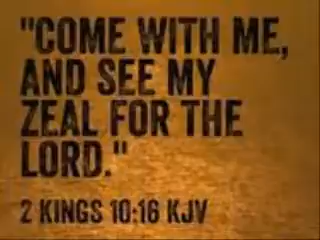 "COME WITH ME,
AND SEE MY
ZEAL FOR THE
LORD."
2 KINGS 10:16 KJV